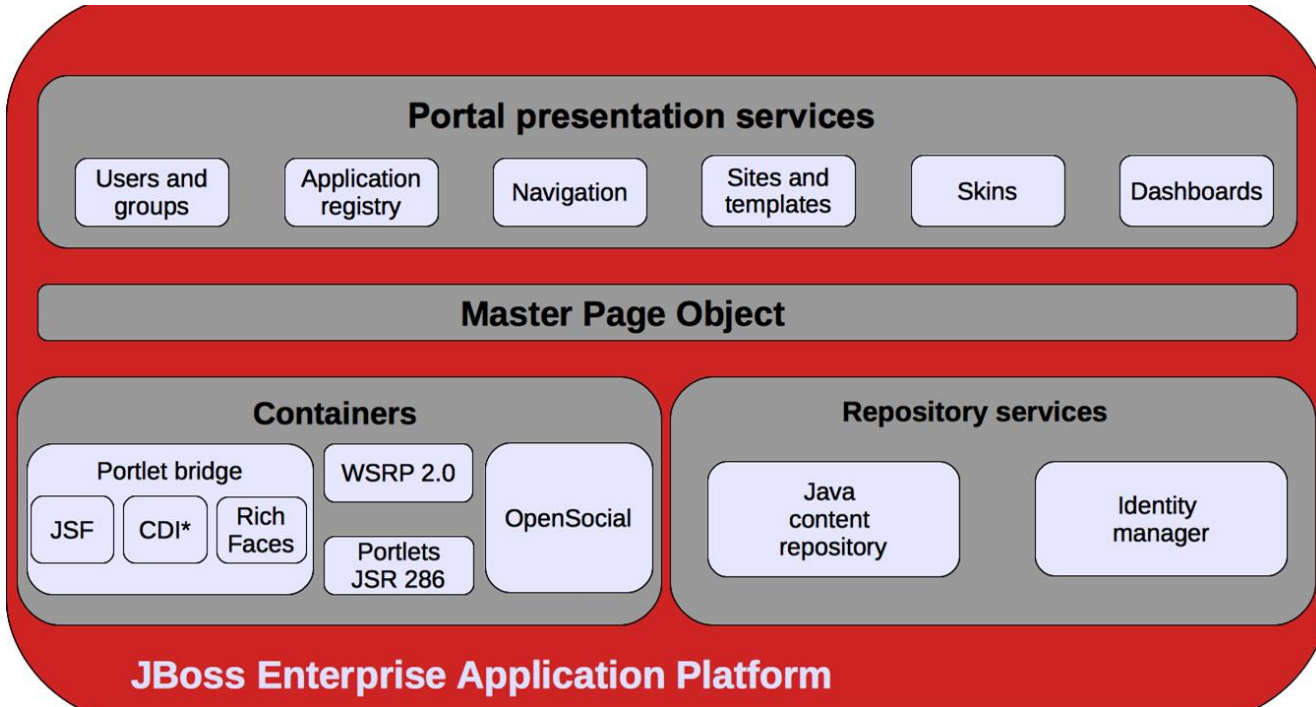 Portal presentation services
Users and
groups
Application
registry
Navigation
Sites and
templates
Skins
Dashboards
Master Page Object
Containers
Portlet bridge
JSF
CDI*
Rich
Faces
WSRP 2.0
Portlets
JSR 286
OpenSocial
Repository services
Java
content
repository
Identity
manager
JBoss Enterprise Application Platform